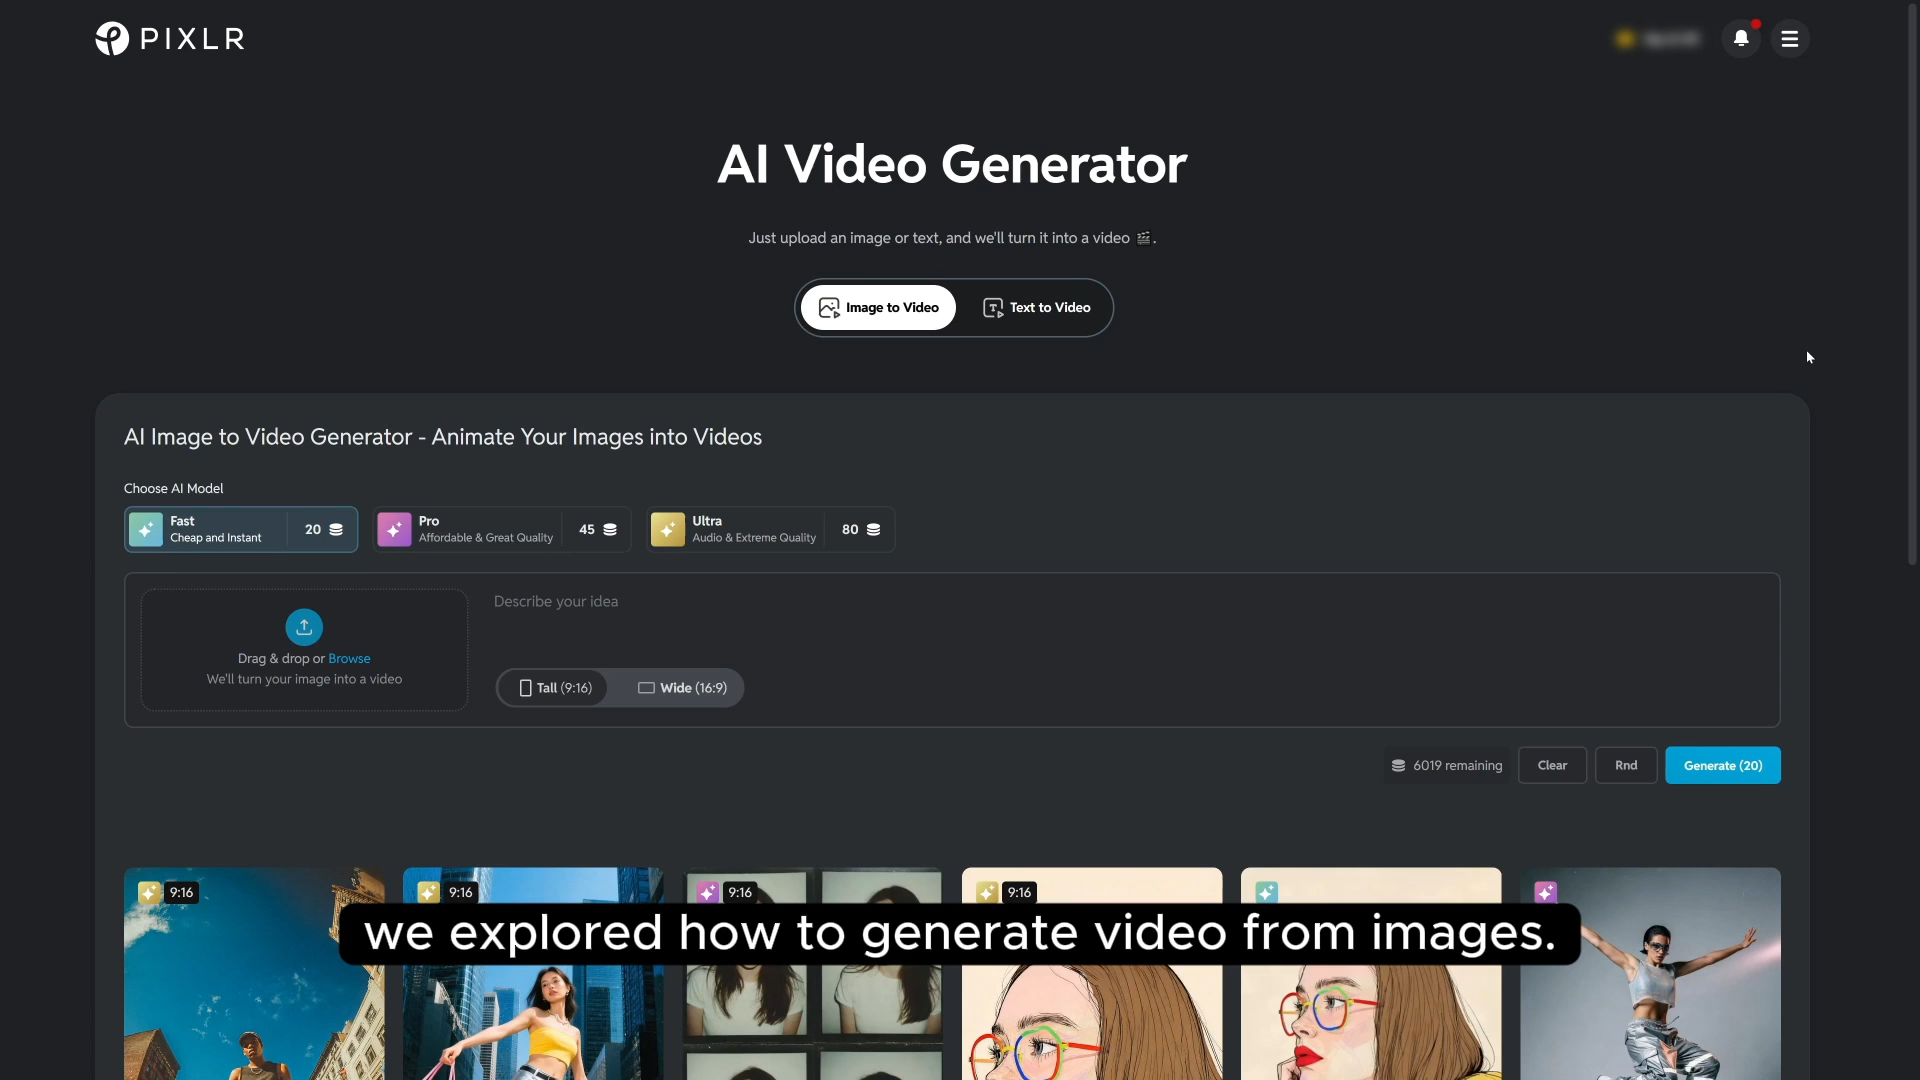 PIXLR
AI Video Generator
Just upload an image or text, and we'll turn it into a video 🎬.
Image to Video
Text to Video
AI Image to Video Generator - Animate Your Images into Videos
Choose AI Model
Fast
Cheap and Instant
20
Pro
Affordable & Great Quality
45
Ultra
Audio & Extreme Quality
80
Drag & drop or Browse
We'll turn your image into a video
Describe your idea
Tall (9:16)
Wide (16:9)
6019 remaining
Clear
Rnd
Generate (20)
9:16
9:16
9:16
9:16
we explored how to generate video from images.